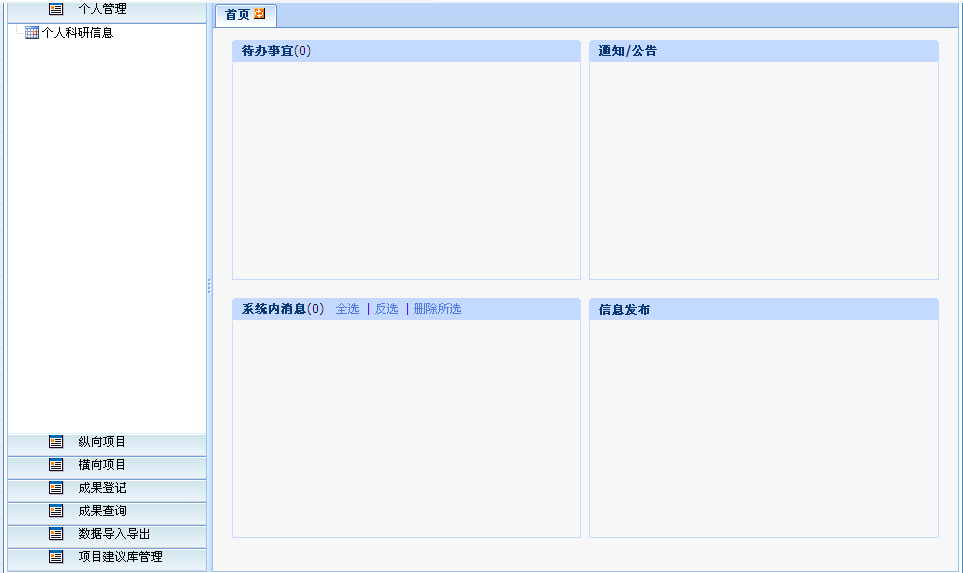 个人管理
个人科研信息
纵向项目
横向项目
成果登记
成果查询
数据导入导出
项目建议库管理
首页
待办事宜(0)
通知/公告
系统内消息(0) 全选 | 反选 | 删除所选
信息发布